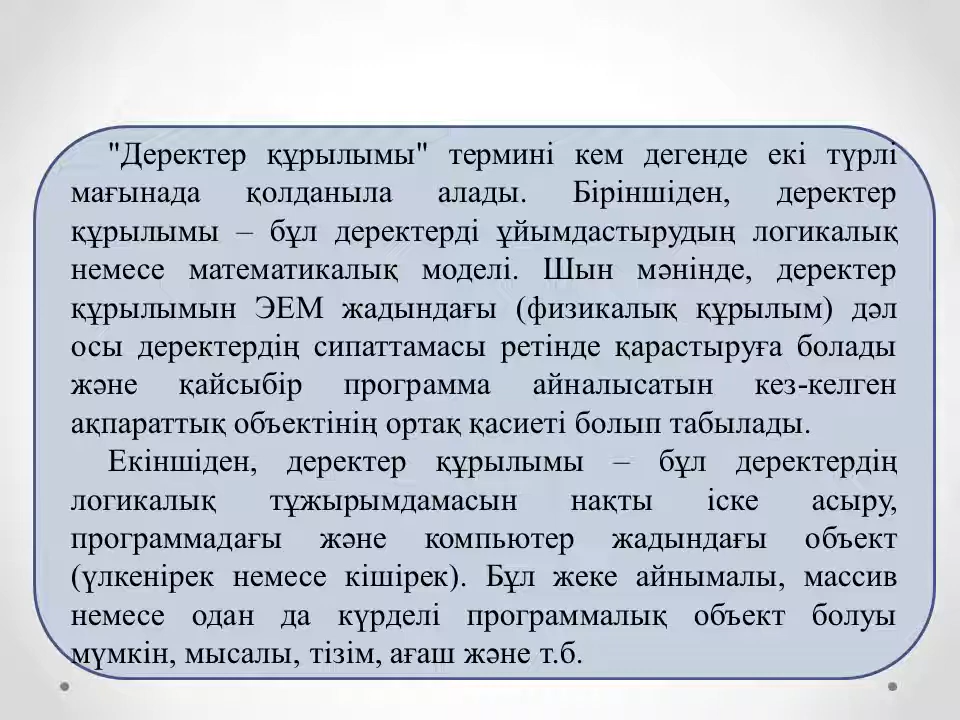 "Деректер құрылымы" термині кем дегенде екі түрлі
мағынада қолданыла алады. Біріншіден, деректер
құрылымы – бұл деректерді ұйымдастырудың логикалық
немесе математикалық моделі. Шын мәнінде, деректер
құрылымын ЭЕМ жадындағы (физикалық құрылым) дәл
осы деректердің сипаттамасы ретінде қарастыруға болады
және қайсыбір программа айналысатын кез-келген
ақпараттық объектінің ортақ қасиеті болып табылады.
Екіншіден, деректер құрылымы – бұл деректердің
логикалық тұжырымдамасын нақты іске асыру,
программадағы және компьютер жадындағы объект
(үлкенірек немесе кішірек). Бұл жеке айнымалы, массив
немесе одан да күрделі программалық объект болуы
мүмкін, мысалы, тізім, ағаш және т.б.